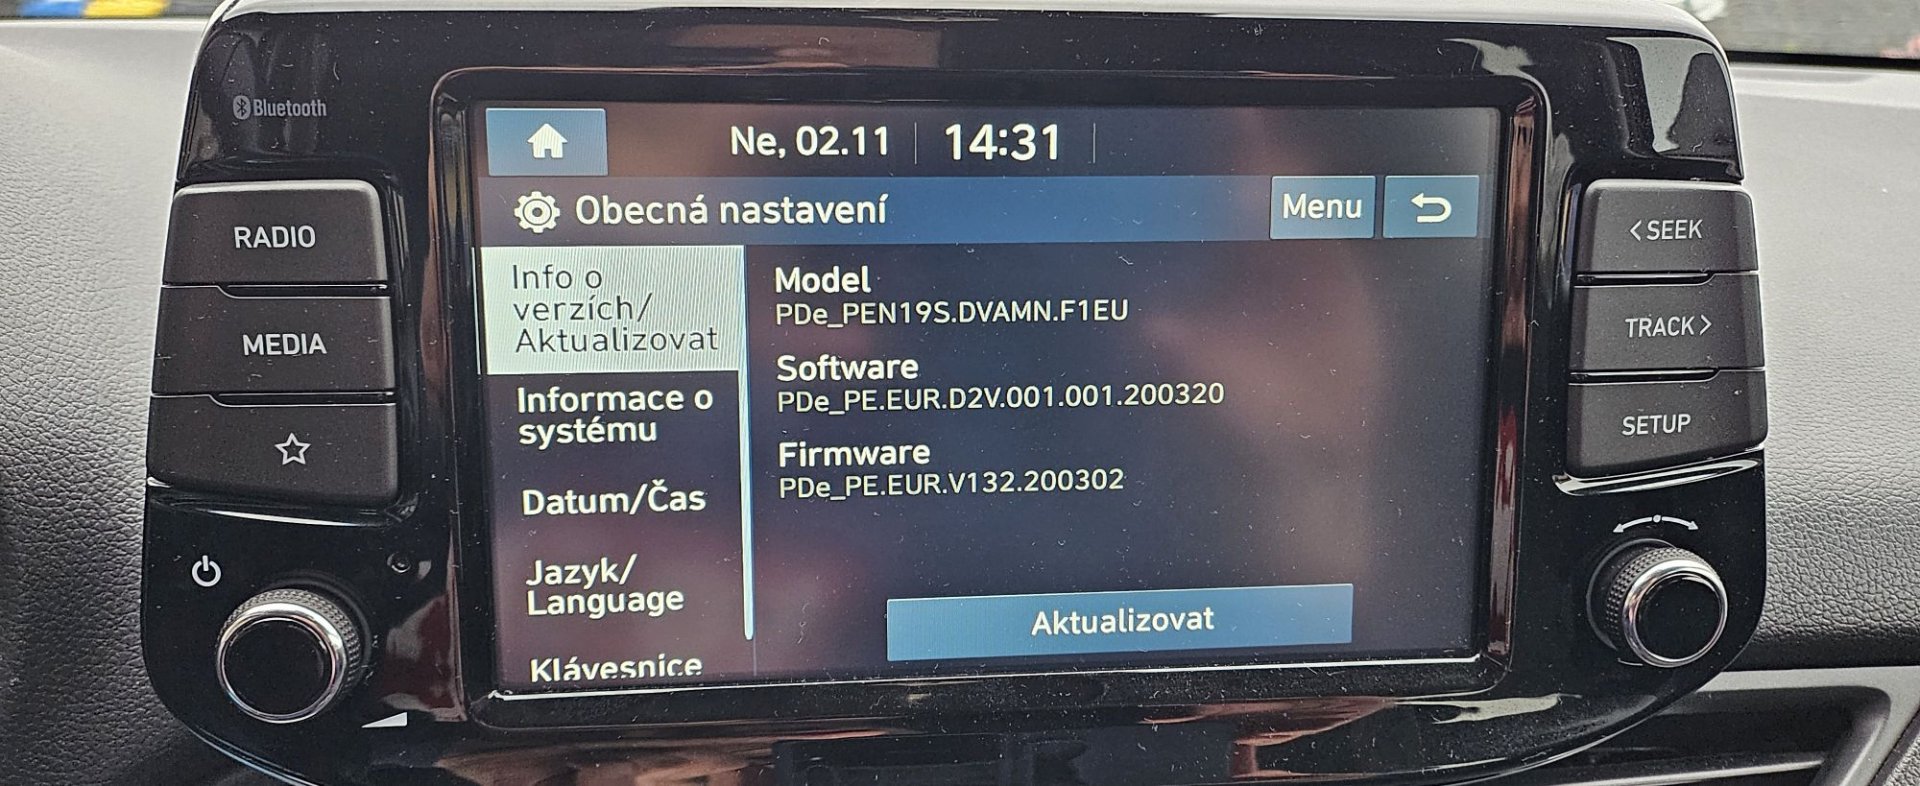 Bluetooth
RADIO
MEDIA
Ne, 02.11
14:31
Obecná nastavení
Menu
Info o
verzích/
Aktualizovat
Informace o
systému
Datum/Čas
Jazyk/
Language
Klávesnice
Model
PDe_PEN19S.DVAMN.F1EU
Software
PDe_PE.EUR.D2V.001.001.200320
Firmware
PDe_PE.EUR.V132.200302
Aktualizovat
<SEEK
TRACK>
SETUP